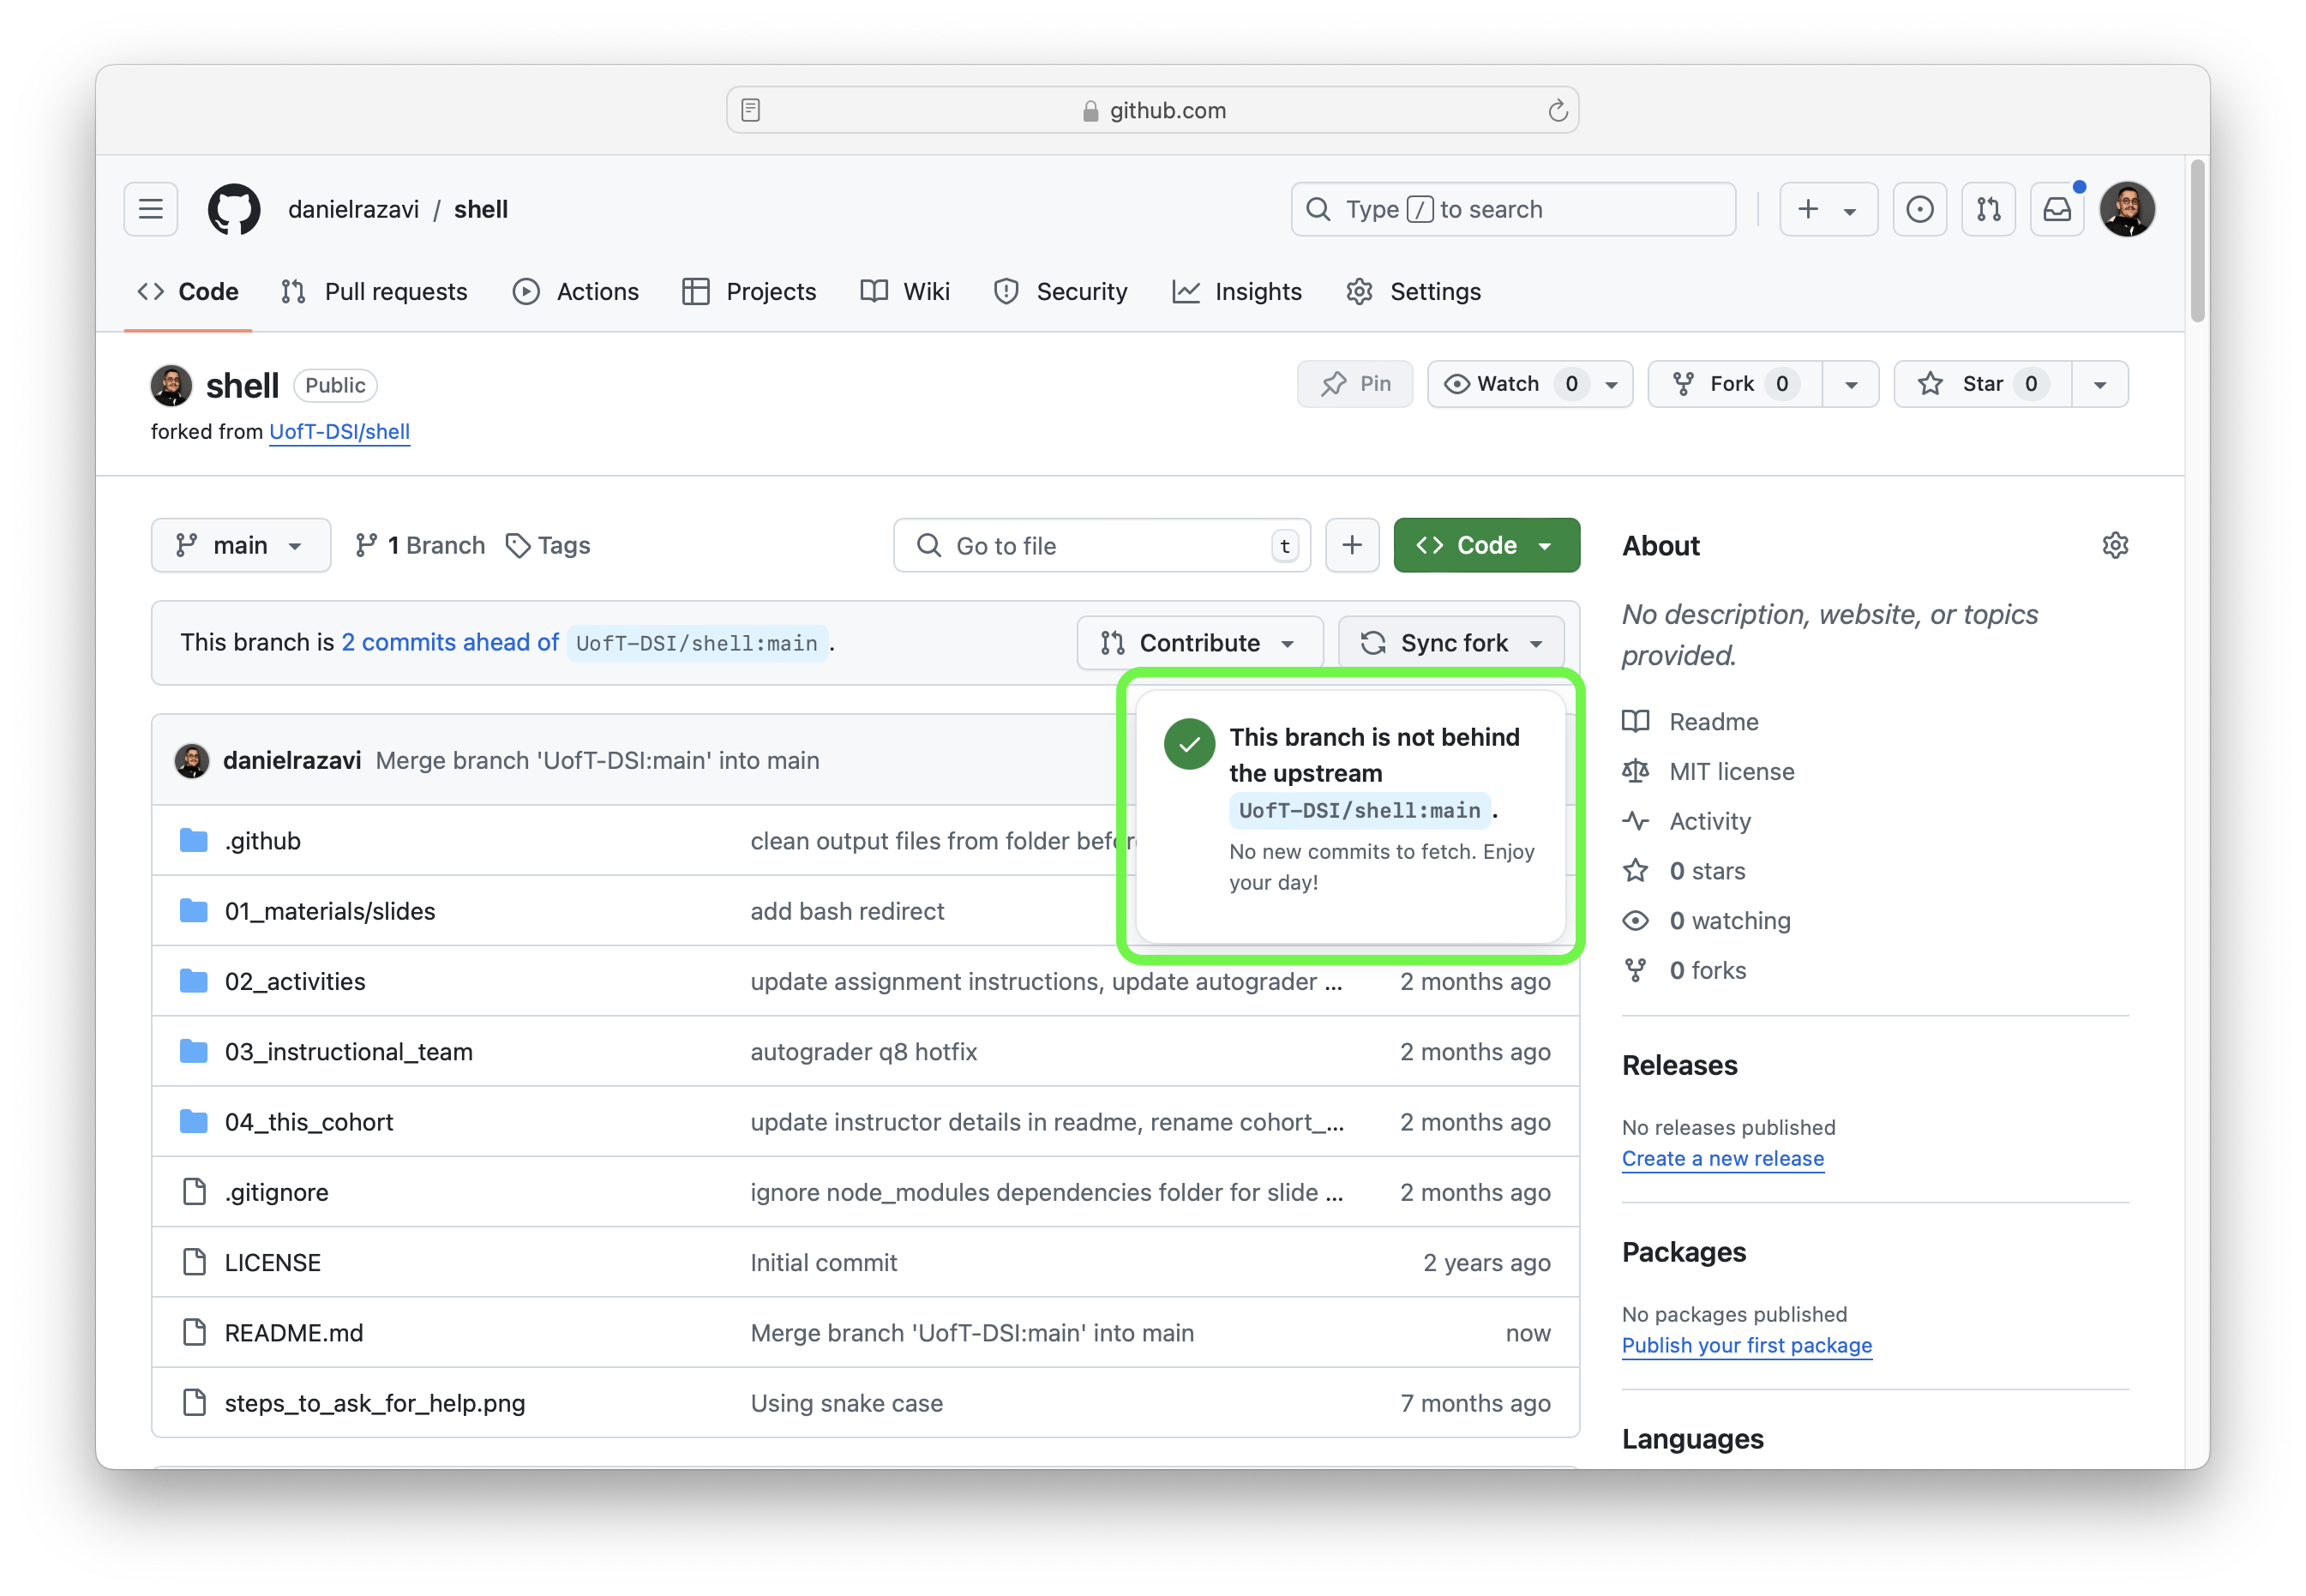 github.com
danielrazavi / shell
Type / to search
Code Pull requests Actions Projects Wiki Security Insights Settings
shell Public
Pin Watch 0 Fork 0 Star 0
forked from UofT-DSI/shell
main 1 Branch Tags
Go to file t
Code
About
No description, website, or topics
provided.
This branch is 2 commits ahead of UofT-DSI/shell:main .
Contribute Sync fork
This branch is not behind
the upstream
UofT-DSI/shell:main .
No new commits to fetch. Enjoy
your day!
danielrazavi Merge branch 'UofT-DSI:main' into main
.github clean output files from folder before
01_materials/slides add bash redirect
02_activities update assignment instructions, update autograder ... 2 months ago
03_instructional_team autograder q8 hotfix 2 months ago
04_this_cohort update instructor details in readme, rename cohort_... 2 months ago
.gitignore ignore node_modules dependencies folder for slide ... 2 months ago
LICENSE Initial commit 2 years ago
README.md Merge branch 'UofT-DSI:main' into main now
steps_to_ask_for_help.png Using snake case 7 months ago
Readme
MIT license
Activity
0 stars
0 watching
0 forks
Releases
No releases published
Create a new release
Packages
No packages published
Publish your first package
Languages